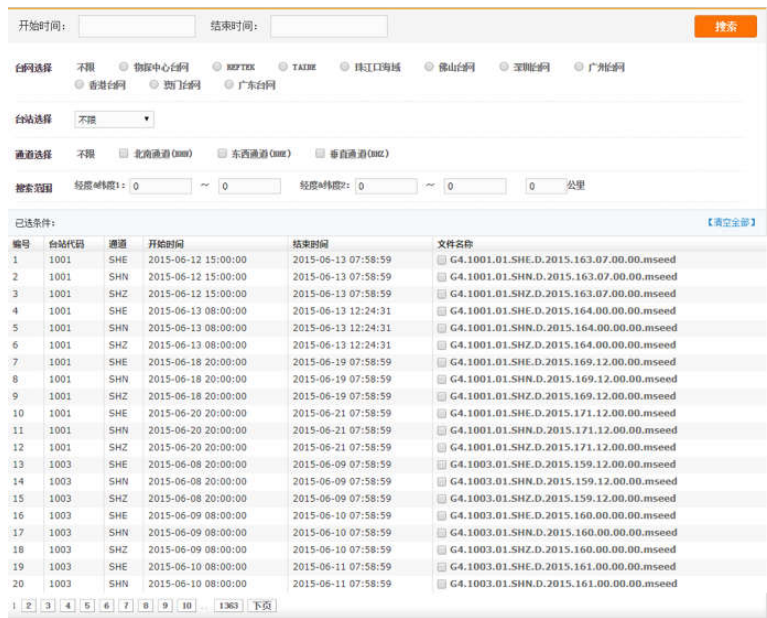 开始时间: 结束时间: 搜索
台网选择 不限 物探中心台网 REFTEK TAIDE 珠江口海域 佛山台网 深圳台网 广州台网
香港台网 澳门台网 广东台网
台站选择 不限
通道选择 不限 北南通道(BHN) 东西通道(BHE) 垂直通道(BHZ)
搜索范围 经度&纬度1: 0 ~ 0 经度&纬度2: 0 ~ 0 0 公里
已选条件: 【清空全部】
编号 台站代码 通道 开始时间 结束时间 文件名称
1 1001 SHE 2015-06-12 15:00:00 2015-06-13 07:58:59 G4.1001.01.SHE.D.2015.163.07.00.00.mseed
2 1001 SHN 2015-06-12 15:00:00 2015-06-13 07:58:59 G4.1001.01.SHN.D.2015.163.07.00.00.mseed
3 1001 SHZ 2015-06-12 15:00:00 2015-06-13 07:58:59 G4.1001.01.SHZ.D.2015.163.07.00.00.mseed
4 1001 SHE 2015-06-13 08:00:00 2015-06-13 12:24:31 G4.1001.01.SHE.D.2015.164.00.00.00.mseed
5 1001 SHN 2015-06-13 08:00:00 2015-06-13 12:24:31 G4.1001.01.SHN.D.2015.164.00.00.00.mseed
6 1001 SHZ 2015-06-13 08:00:00 2015-06-13 12:24:31 G4.1001.01.SHZ.D.2015.164.00.00.00.mseed
7 1001 SHE 2015-06-18 20:00:00 2015-06-19 07:58:59 G4.1001.01.SHE.D.2015.169.12.00.00.mseed
8 1001 SHN 2015-06-18 20:00:00 2015-06-19 07:58:59 G4.1001.01.SHN.D.2015.169.12.00.00.mseed
9 1001 SHZ 2015-06-18 20:00:00 2015-06-19 07:58:59 G4.1001.01.SHZ.D.2015.169.12.00.00.mseed
10 1001 SHE 2015-06-20 20:00:00 2015-06-21 07:58:59 G4.1001.01.SHE.D.2015.171.12.00.00.mseed
11 1001 SHN 2015-06-20 20:00:00 2015-06-21 07:58:59 G4.1001.01.SHN.D.2015.171.12.00.00.mseed
12 1001 SHZ 2015-06-20 20:00:00 2015-06-21 07:58:59 G4.1001.01.SHZ.D.2015.171.12.00.00.mseed
13 1003 SHE 2015-06-08 20:00:00 2015-06-09 07:58:59 G4.1003.01.SHE.D.2015.159.12.00.00.mseed
14 1003 SHN 2015-06-08 20:00:00 2015-06-09 07:58:59 G4.1003.01.SHN.D.2015.159.12.00.00.mseed
15 1003 SHZ 2015-06-08 20:00:00 2015-06-09 07:58:59 G4.1003.01.SHZ.D.2015.159.12.00.00.mseed
16 1003 SHE 2015-06-09 08:00:00 2015-06-10 07:58:59 G4.1003.01.SHE.D.2015.160.00.00.00.mseed
17 1003 SHN 2015-06-09 08:00:00 2015-06-10 07:58:59 G4.1003.01.SHN.D.2015.160.00.00.00.mseed
18 1003 SHZ 2015-06-09 08:00:00 2015-06-10 07:58:59 G4.1003.01.SHZ.D.2015.160.00.00.00.mseed
19 1003 SHE 2015-06-10 08:00:00 2015-06-11 07:58:59 G4.1003.01.SHE.D.2015.161.00.00.00.mseed
20 1003 SHN 2015-06-10 08:00:00 2015-06-11 07:58:59 G4.1003.01.SHN.D.2015.161.00.00.00.mseed
1 2 3 4 5 6 7 8 9 10 .. 1363 下页